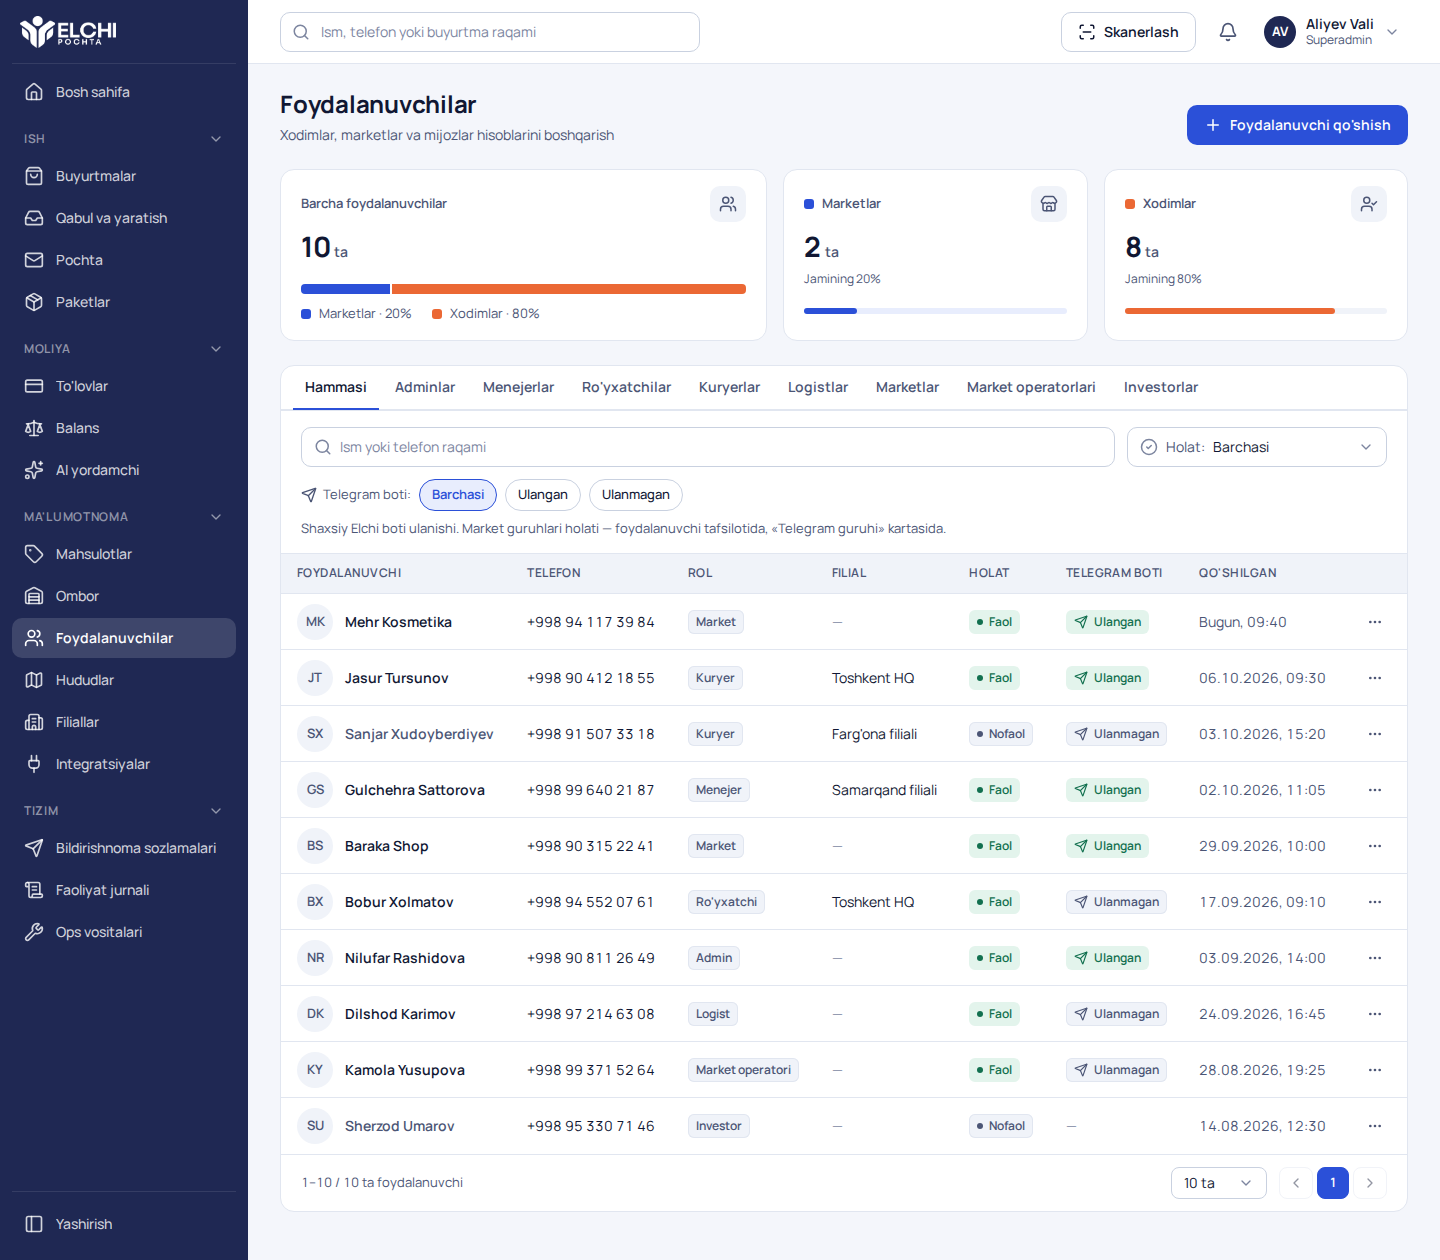 ELCHI
POCHTA
Bosh sahifa
ISH
Buyurtmalar
Qabul va yaratish
Pochta
Paketlar
MOLIYA
To'lovlar
Balans
AI yordamchi
MA'LUMOTNOMA
Mahsulotlar
Ombor
Foydalanuvchilar
Hududlar
Filiallar
Integratsiyalar
TIZIM
Bildirishnoma sozlamalari
Faoliyat jurnali
Ops vositalari
Yashirish
Ism, telefon yoki buyurtma raqami
Skanerlash
AV
Aliyev Vali
Superadmin
Foydalanuvchilar
Xodimlar, marketlar va mijozlar hisoblarini boshqarish
Foydalanuvchi qo'shish
Barcha foydalanuvchilar
10 ta
Marketlar · 20% Xodimlar · 80%
Marketlar
2 ta
Jamining 20%
Xodimlar
8 ta
Jamining 80%
Hammasi Adminlar Menejerlar Ro'yxatchilar Kuryerlar Logistlar Marketlar Market operatorlari Investorlar
Ism yoki telefon raqami
Holat: Barchasi
Telegram boti: Barchasi Ulangan Ulanmagan
Shaxsiy Elchi boti ulanishi. Market guruhlari holati — foydalanuvchi tafsilotida, «Telegram guruhi» kartasida.
FOYDALANUVCHI TELEFON ROL FILIAL HOLAT TELEGRAM BOTI QO'SHILGAN
MK Mehr Kosmetika +998 94 117 39 84 Market — Faol Ulangan Bugun, 09:40
JT Jasur Tursunov +998 90 412 18 55 Kuryer Toshkent HQ Faol Ulangan 06.10.2026, 09:30
SX Sanjar Xudoyberdiyev +998 91 507 33 18 Kuryer Farg'ona filiali Nofaol Ulanmagan 03.10.2026, 15:20
GS Gulchehra Sattorova +998 99 640 21 87 Menejer Samarqand filiali Faol Ulangan 02.10.2026, 11:05
BS Baraka Shop +998 90 315 22 41 Market — Faol Ulangan 29.09.2026, 10:00
BX Bobur Xolmatov +998 94 552 07 61 Ro'yxatchi Toshkent HQ Faol Ulanmagan 17.09.2026, 09:10
NR Nilufar Rashidova +998 90 811 26 49 Admin — Faol Ulangan 03.09.2026, 14:00
DK Dilshod Karimov +998 97 214 63 08 Logist — Faol Ulanmagan 24.09.2026, 16:45
KY Kamola Yusupova +998 99 371 52 64 Market operatori — Faol Ulanmagan 28.08.2026, 19:25
SU Sherzod Umarov +998 95 330 71 46 Investor — Nofaol — 14.08.2026, 12:30
1–10 / 10 ta foydalanuvchi
10 ta
1